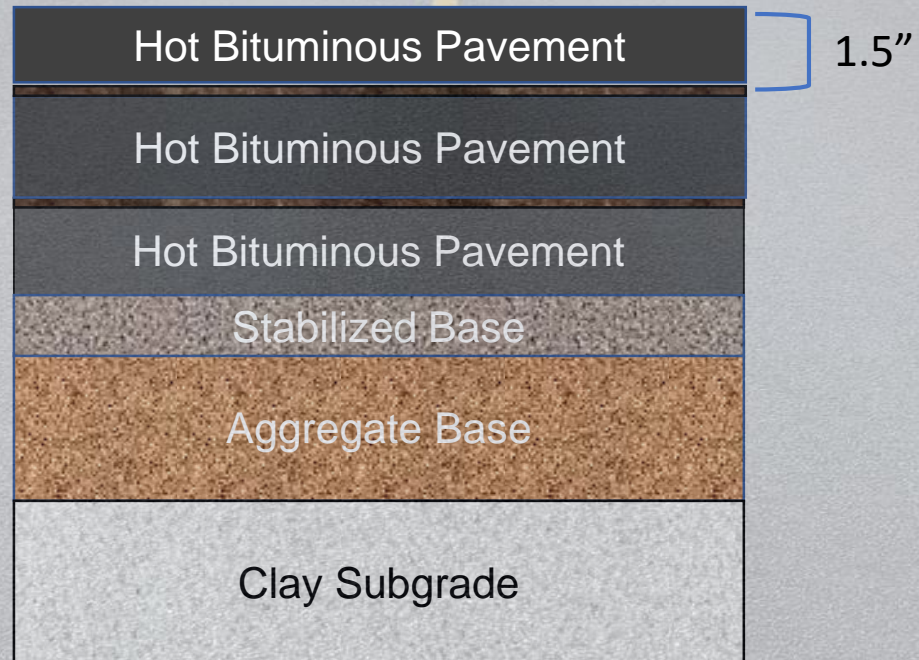 Hot Bituminous Pavement
1.5”
Hot Bituminous Pavement
Hot Bituminous Pavement
Stabilized Base
Aggregate Base
Clay Subgrade